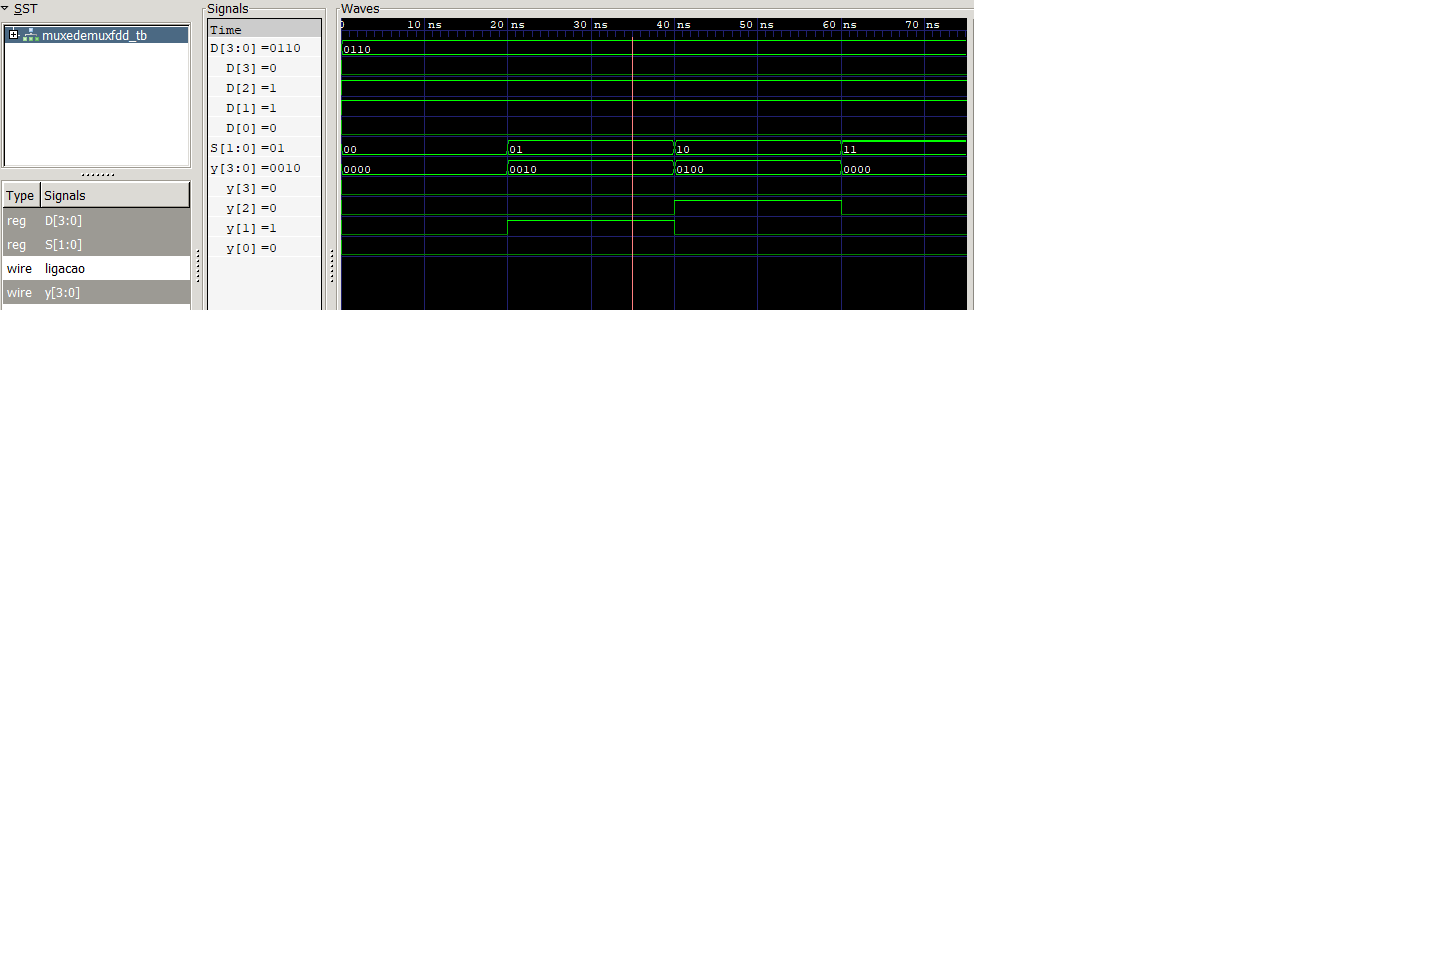 SST
muxedemuxfdd_tb
Type Signals
reg D[3:0]
reg S[1:0]
wire ligacao
wire y[3:0]
Signals
Time
D[3:0] =0110
D[3] =0
D[2] =1
D[1] =1
D[0] =0
S[1:0] =01
y[3:0] =0010
y[3] =0
y[2] =0
y[1] =1
y[0] =0
Waves
0 10 ns 20 ns 30 ns 40 ns 50 ns 60 ns 70 ns
0110
00 01 10 11
0000 0010 0100 0000